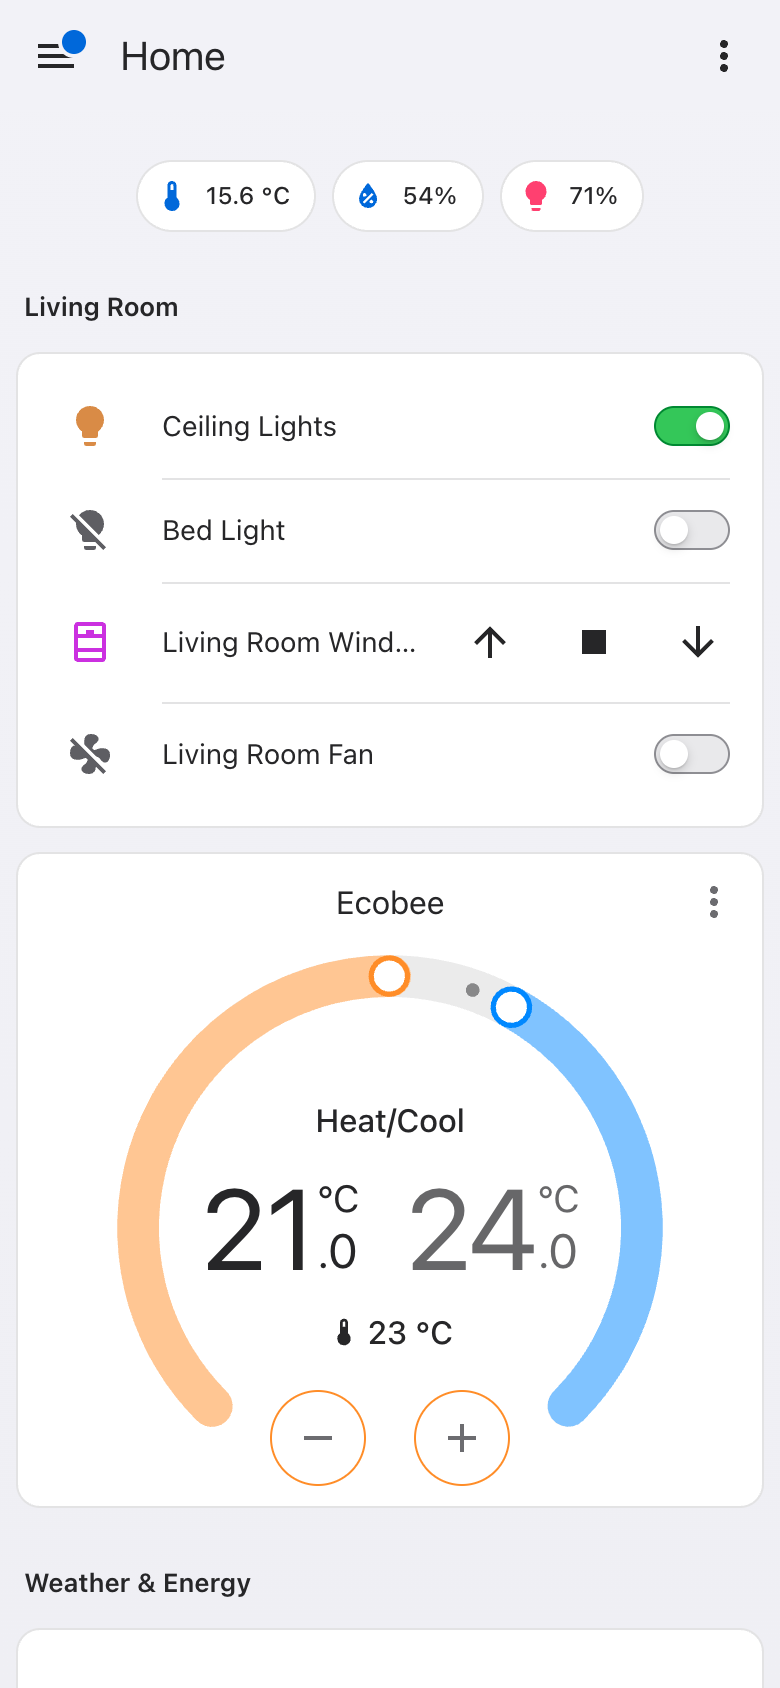 Home
15.6 °C
54%
71%
Living Room
Ceiling Lights
Bed Light
Living Room Wind...
Living Room Fan
Ecobee
Heat/Cool
21.0 °C 24.0 °C
23 °C
Weather & Energy